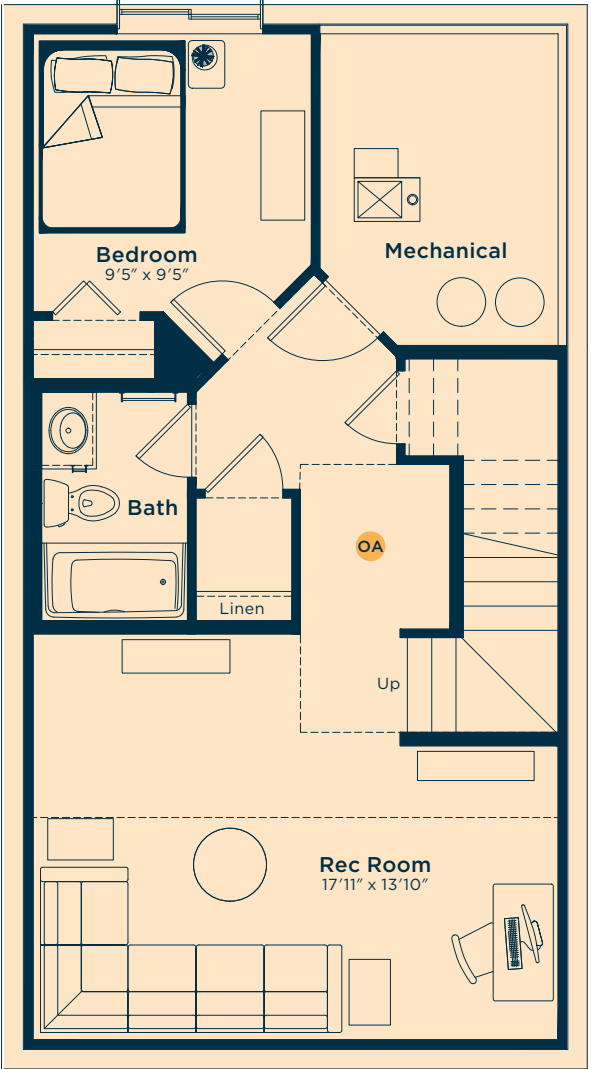 Bedroom
9'5" x 9'5"
Mechanical
Bath
OA
Linen
Up
Rec Room
17'11" x 13'10"